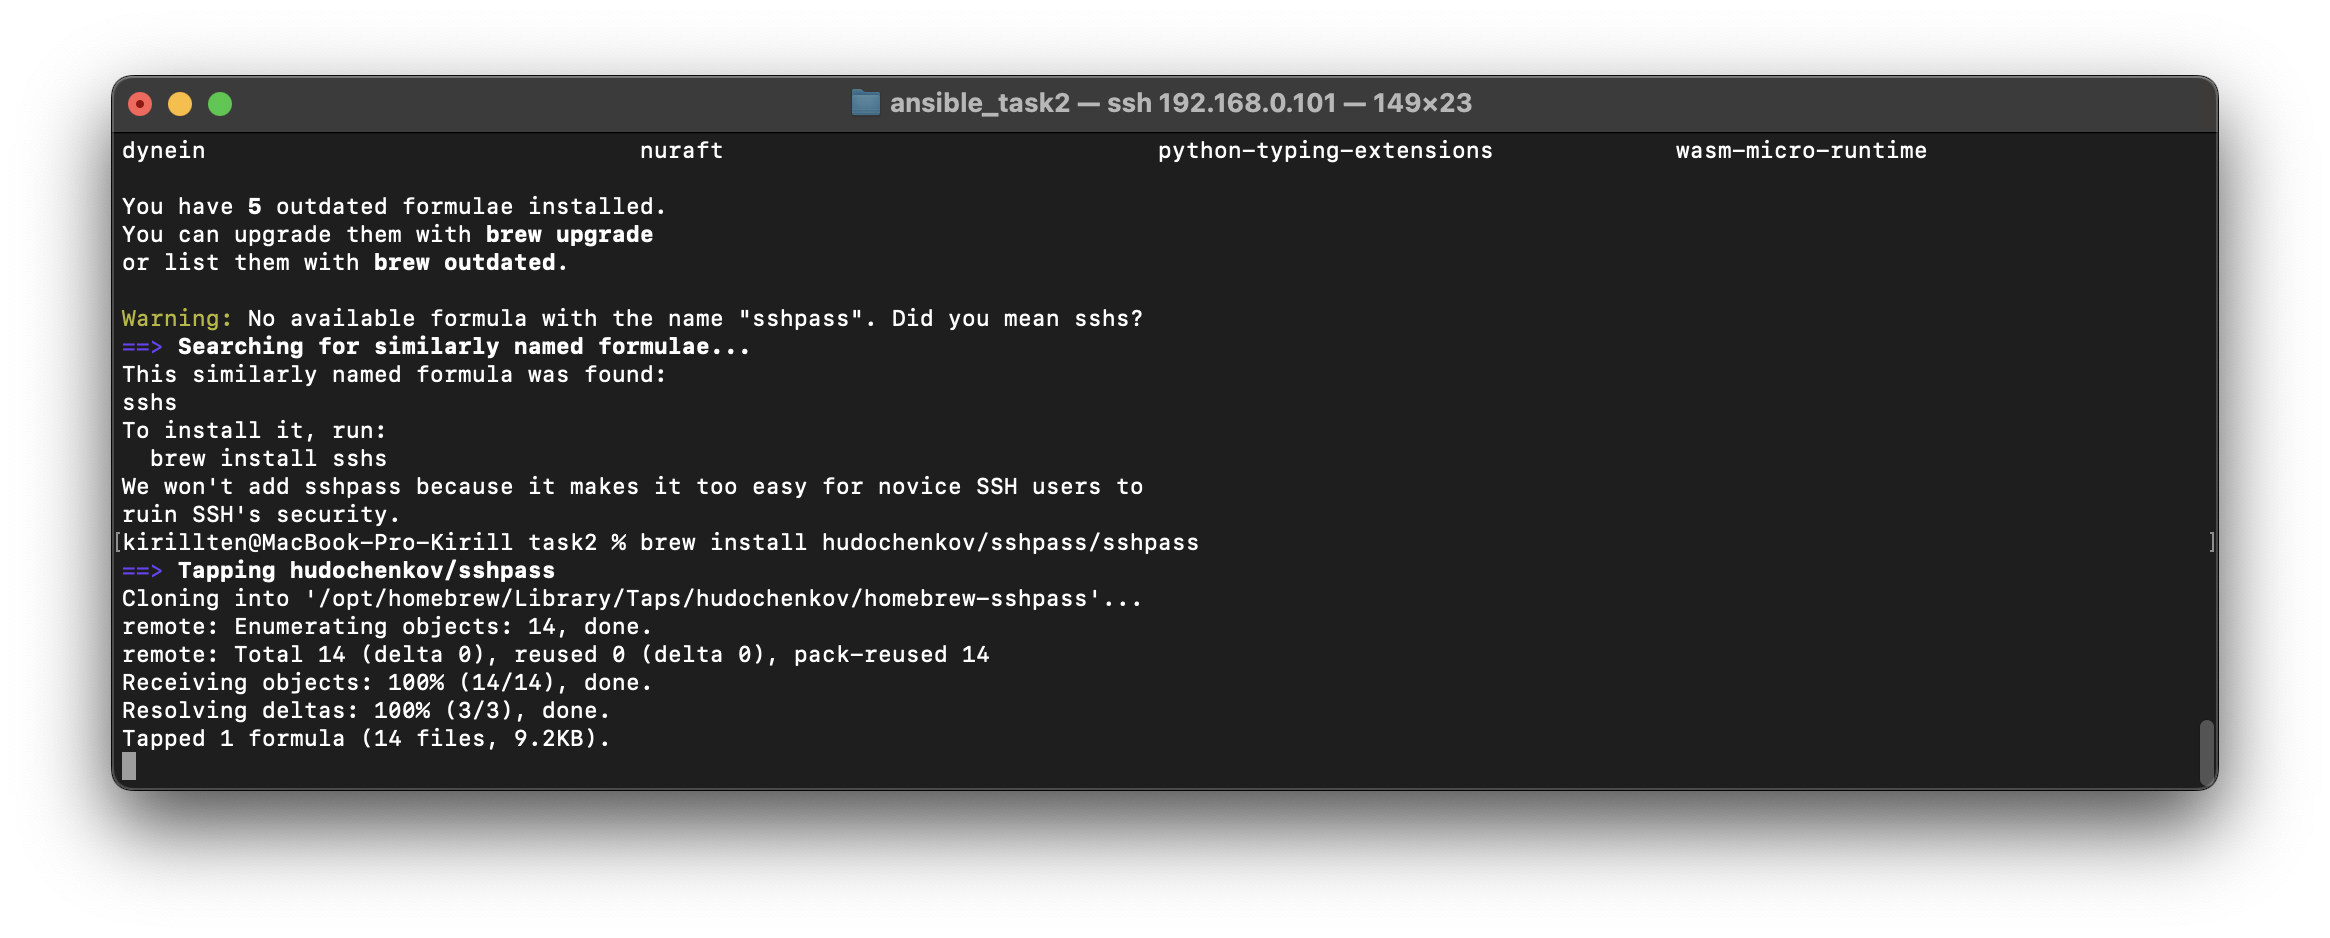 ansible_task2 — ssh 192.168.0.101 — 149×23
dynein nuraft python-typing-extensions wasm-micro-runtime
You have 5 outdated formulae installed.
You can upgrade them with brew upgrade
or list them with brew outdated.
Warning: No available formula with the name "sshpass". Did you mean sshs?
==> Searching for similarly named formulae...
This similarly named formula was found:
sshs
To install it, run:
  brew install sshs
We won't add sshpass because it makes it too easy for novice SSH users to
ruin SSH's security.
[kirillten@MacBook-Pro-Kirill task2 % brew install hudochenkov/sshpass/sshpass ]
==> Tapping hudochenkov/sshpass
Cloning into '/opt/homebrew/Library/Taps/hudochenkov/homebrew-sshpass'...
remote: Enumerating objects: 14, done.
remote: Total 14 (delta 0), reused 0 (delta 0), pack-reused 14
Receiving objects: 100% (14/14), done.
Resolving deltas: 100% (3/3), done.
Tapped 1 formula (14 files, 9.2KB).